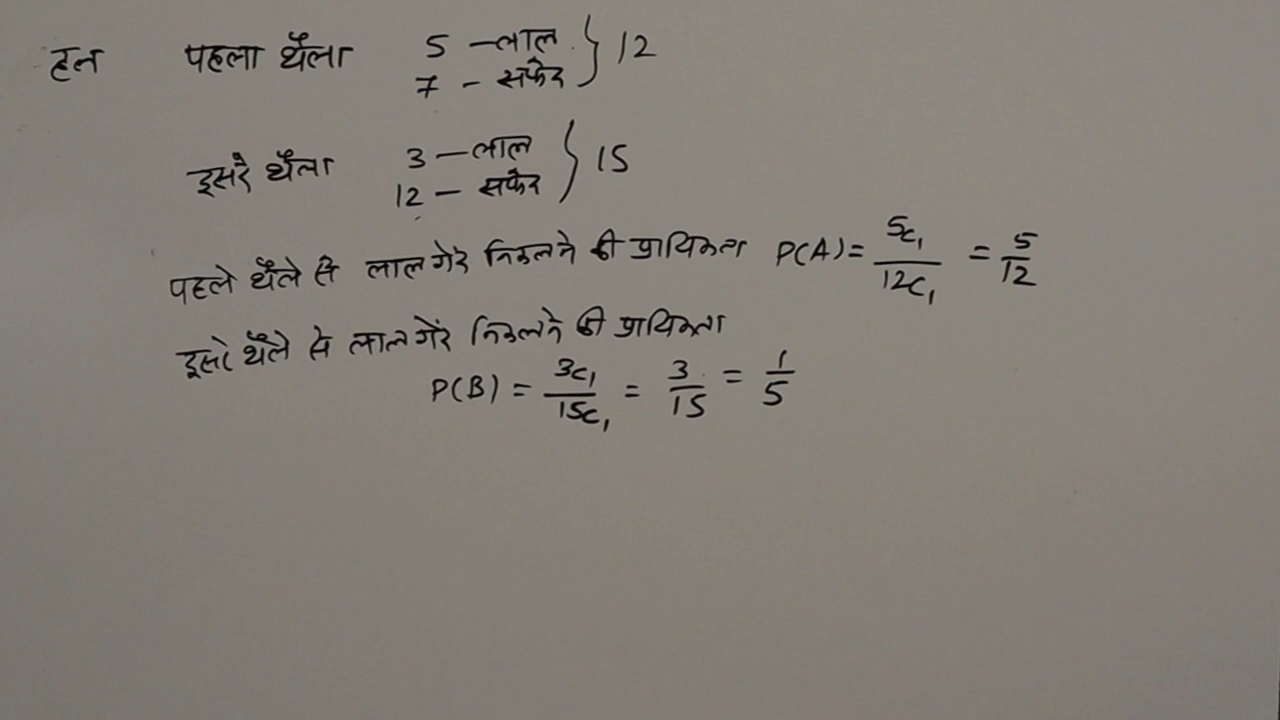 हल पहला थैला 5 – लाल } 12
7 – सफेद
दूसरे थैला 3 – लाल } 15
12 – सफेद
पहले थैले से लाल गेंद निकलने की प्रायिकता P(A) = 5c₁/12c₁ = 5/12
दूसरे थैले से लाल गेंद निकलने की प्रायिकता
P(B) = 3c₁/15c₁ = 3/15 = 1/5